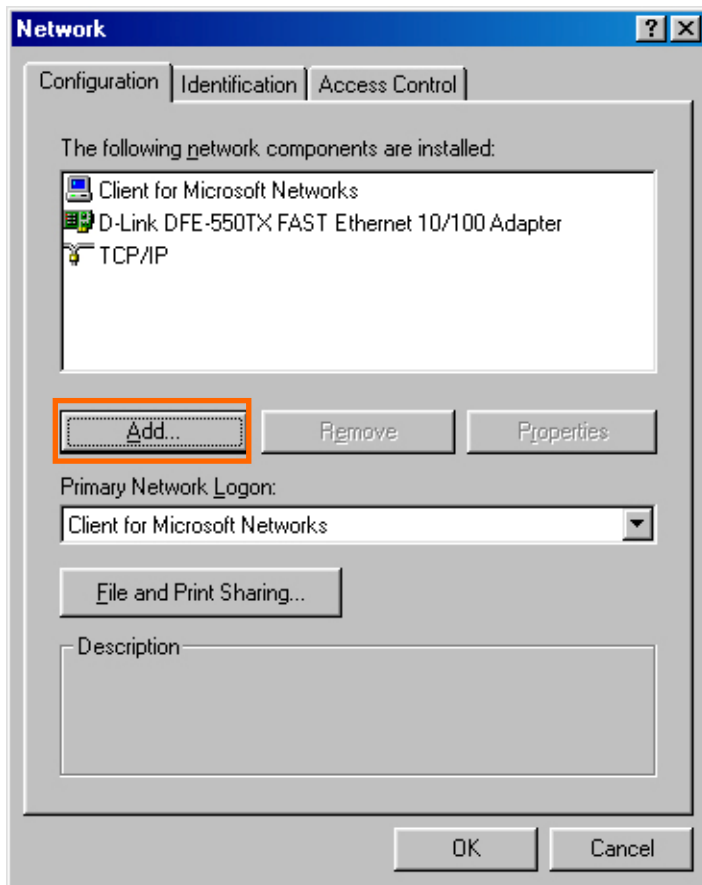 Network
Configuration Identification Access Control
The following network components are installed:
Client for Microsoft Networks
D-Link DFE-550TX FAST Ethernet 10/100 Adapter
TCP/IP
Add... Remove Properties
Primary Network Logon:
Client for Microsoft Networks
File and Print Sharing...
Description
OK Cancel